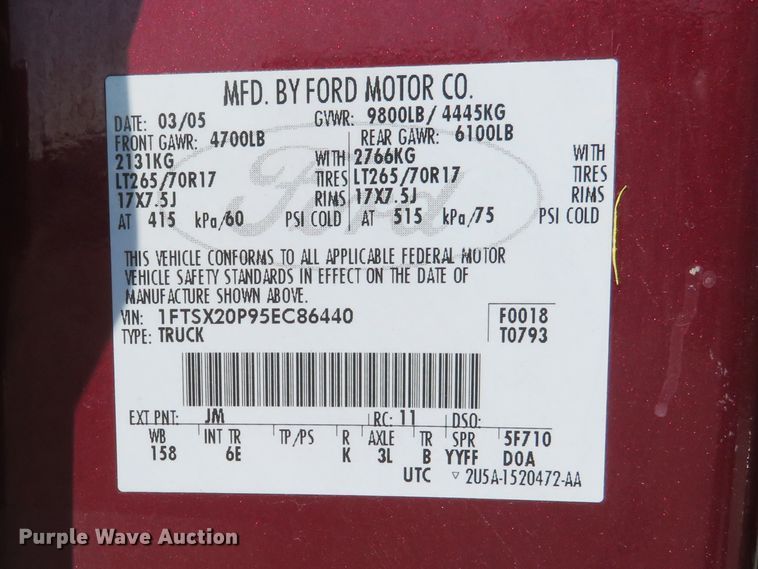 MFD. BY FORD MOTOR CO.
DATE: 03/05 GVWR: 9800LB/ 4445KG
FRONT GAWR: 4700LB REAR GAWR: 6100LB
2131KG WITH 2766KG WITH
LT265/70R17 TIRES LT265/70R17 TIRES
17X7.5J RIMS 17X7.5J RIMS
AT 415 kPa/60 PSI COLD AT 515 kPa/75 PSI COLD
Ford
THIS VEHICLE CONFORMS TO ALL APPLICABLE FEDERAL MOTOR
VEHICLE SAFETY STANDARDS IN EFFECT ON THE DATE OF
MANUFACTURE SHOWN ABOVE.
VIN: 1FTSX20P95EC86440 F0018
TYPE: TRUCK T0793
EXT PNT: JM RC: 11 DSO:
WB INT TR TP/PS R AXLE TR SPR 5F710
158 6E K 3L B YYFF DOA
UTC ▽ 2U5A-1520472-AA
Purple Wave Auction